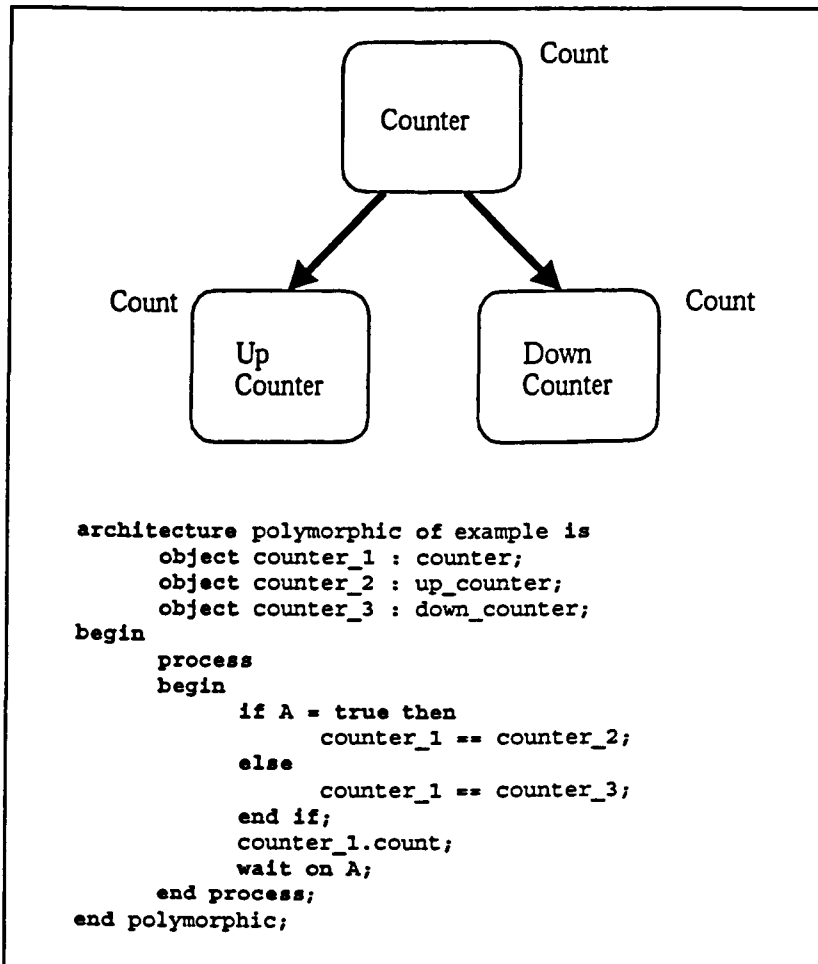 Count
Counter
Count
Count
Up
Counter
Down
Counter
architecture polymorphic of example is
object counter_1 : counter;
object counter_2 : up_counter;
object counter_3 : down_counter;
begin
process
begin
if A = true then
counter_1 == counter_2;
else
counter_1 == counter_3;
end if;
counter_1.count;
wait on A;
end process;
end polymorphic;